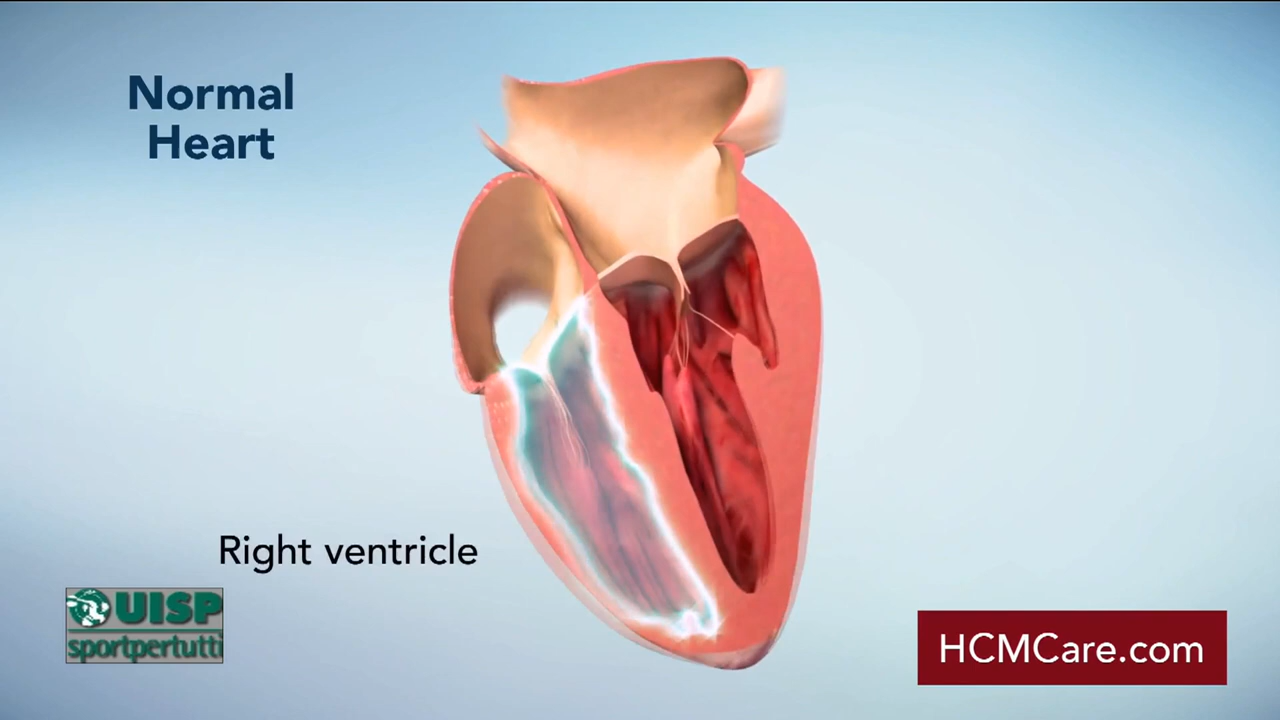 Normal
Heart
Right ventricle
UISP
sportpertutti
HCMCare.com